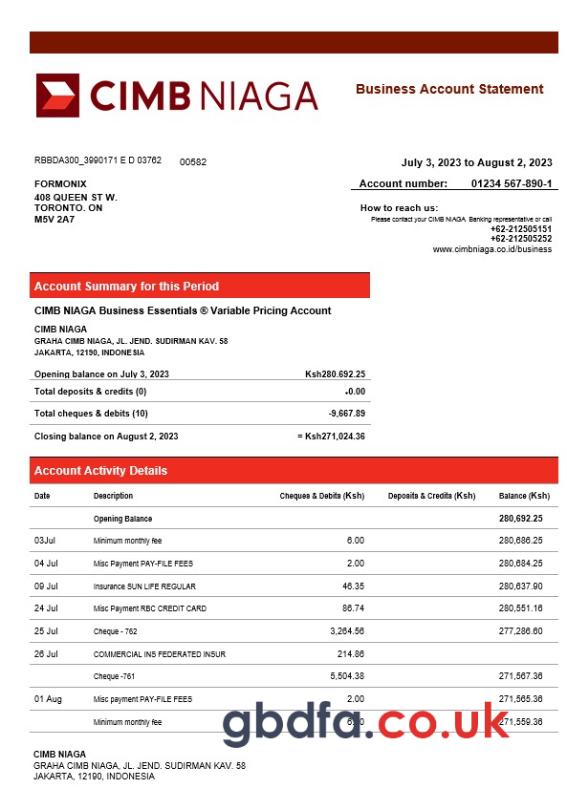 CIMB NIAGA
Business Account Statement
RBBDA300_3990171 E D 03762 00582
July 3, 2023 to August 2, 2023
FORMONIX
408 QUEEN ST W.
TORONTO. ON
M5V 2A7
Account number: 01234 567-890-1
How to reach us:
Please contact your CIMB NIAGA Banking representative or call
+62-212505151
+62-212505252
www.cimbniaga.co.id/business
Account Summary for this Period
CIMB NIAGA Business Essentials ® Variable Pricing Account
CIMB NIAGA
GRAHA CIMB NIAGA, JL. JEND. SUDIRMAN KAV. 58
JAKARTA, 12190, INDONESIA
Opening balance on July 3, 2023 Ksh280.692.25
Total deposits & credits (0) .0.00
Total cheques & debits (10) -9,667.89
Closing balance on August 2, 2023 = Ksh271,024.36
Account Activity Details
Date Description Cheques & Debits (Ksh) Deposits & Credits (Ksh) Balance (Ksh)
Opening Balance 280,692.25
03Jul Minimum monthly fee 6.00 280,686.25
04 Jul Misc Payment PAY-FILE FEES 2.00 280,684.25
09 Jul Insurance SUN LIFE REGULAR 46.35 280,637.90
24 Jul Misc Payment RBC CREDIT CARD 86.74 280,551.16
25 Jul Cheque - 762 3,264.56 277,286.60
26 Jul COMMERCIAL INS FEDERATED INSUR 214.86
Cheque -761 5,504.38 271,567.36
01 Aug Misc payment PAY-FILE FEES 2.00 271,565.36
Minimum monthly fee 271,559.36
gbdfa.co.uk
CIMB NIAGA
GRAHA CIMB NIAGA, JL. JEND. SUDIRMAN KAV. 58
JAKARTA, 12190, INDONESIA